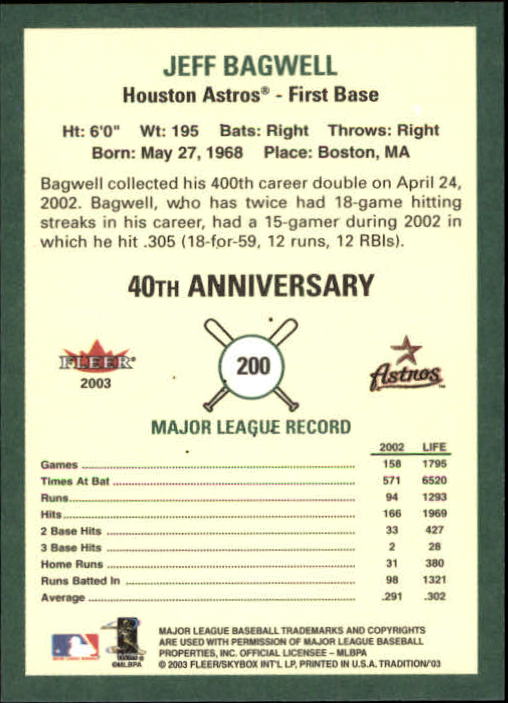 JEFF BAGWELL
Houston Astros® - First Base
Ht: 6'0" Wt: 195 Bats: Right Throws: Right
Born: May 27, 1968 Place: Boston, MA
Bagwell collected his 400th career double on April 24,
2002. Bagwell, who has twice had 18-game hitting
streaks in his career, had a 15-gamer during 2002 in
which he hit .305 (18-for-59, 12 runs, 12 RBIs).
40TH ANNIVERSARY
FLEER®
2003
200
Astros™
MAJOR LEAGUE RECORD
2002 LIFE
Games 158 1795
Times At Bat 571 6520
Runs 94 1293
Hits 166 1969
2 Base Hits 33 427
3 Base Hits 2 28
Home Runs 31 380
Runs Batted In 98 1321
Average .291 .302
©MLBPA
MAJOR LEAGUE BASEBALL TRADEMARKS AND COPYRIGHTS
ARE USED WITH PERMISSION OF MAJOR LEAGUE BASEBALL
PROPERTIES, INC. OFFICIAL LICENSEE - MLBPA
© 2003 FLEER/SKYBOX INT'L LP, PRINTED IN U.S.A. TRADITION/'03